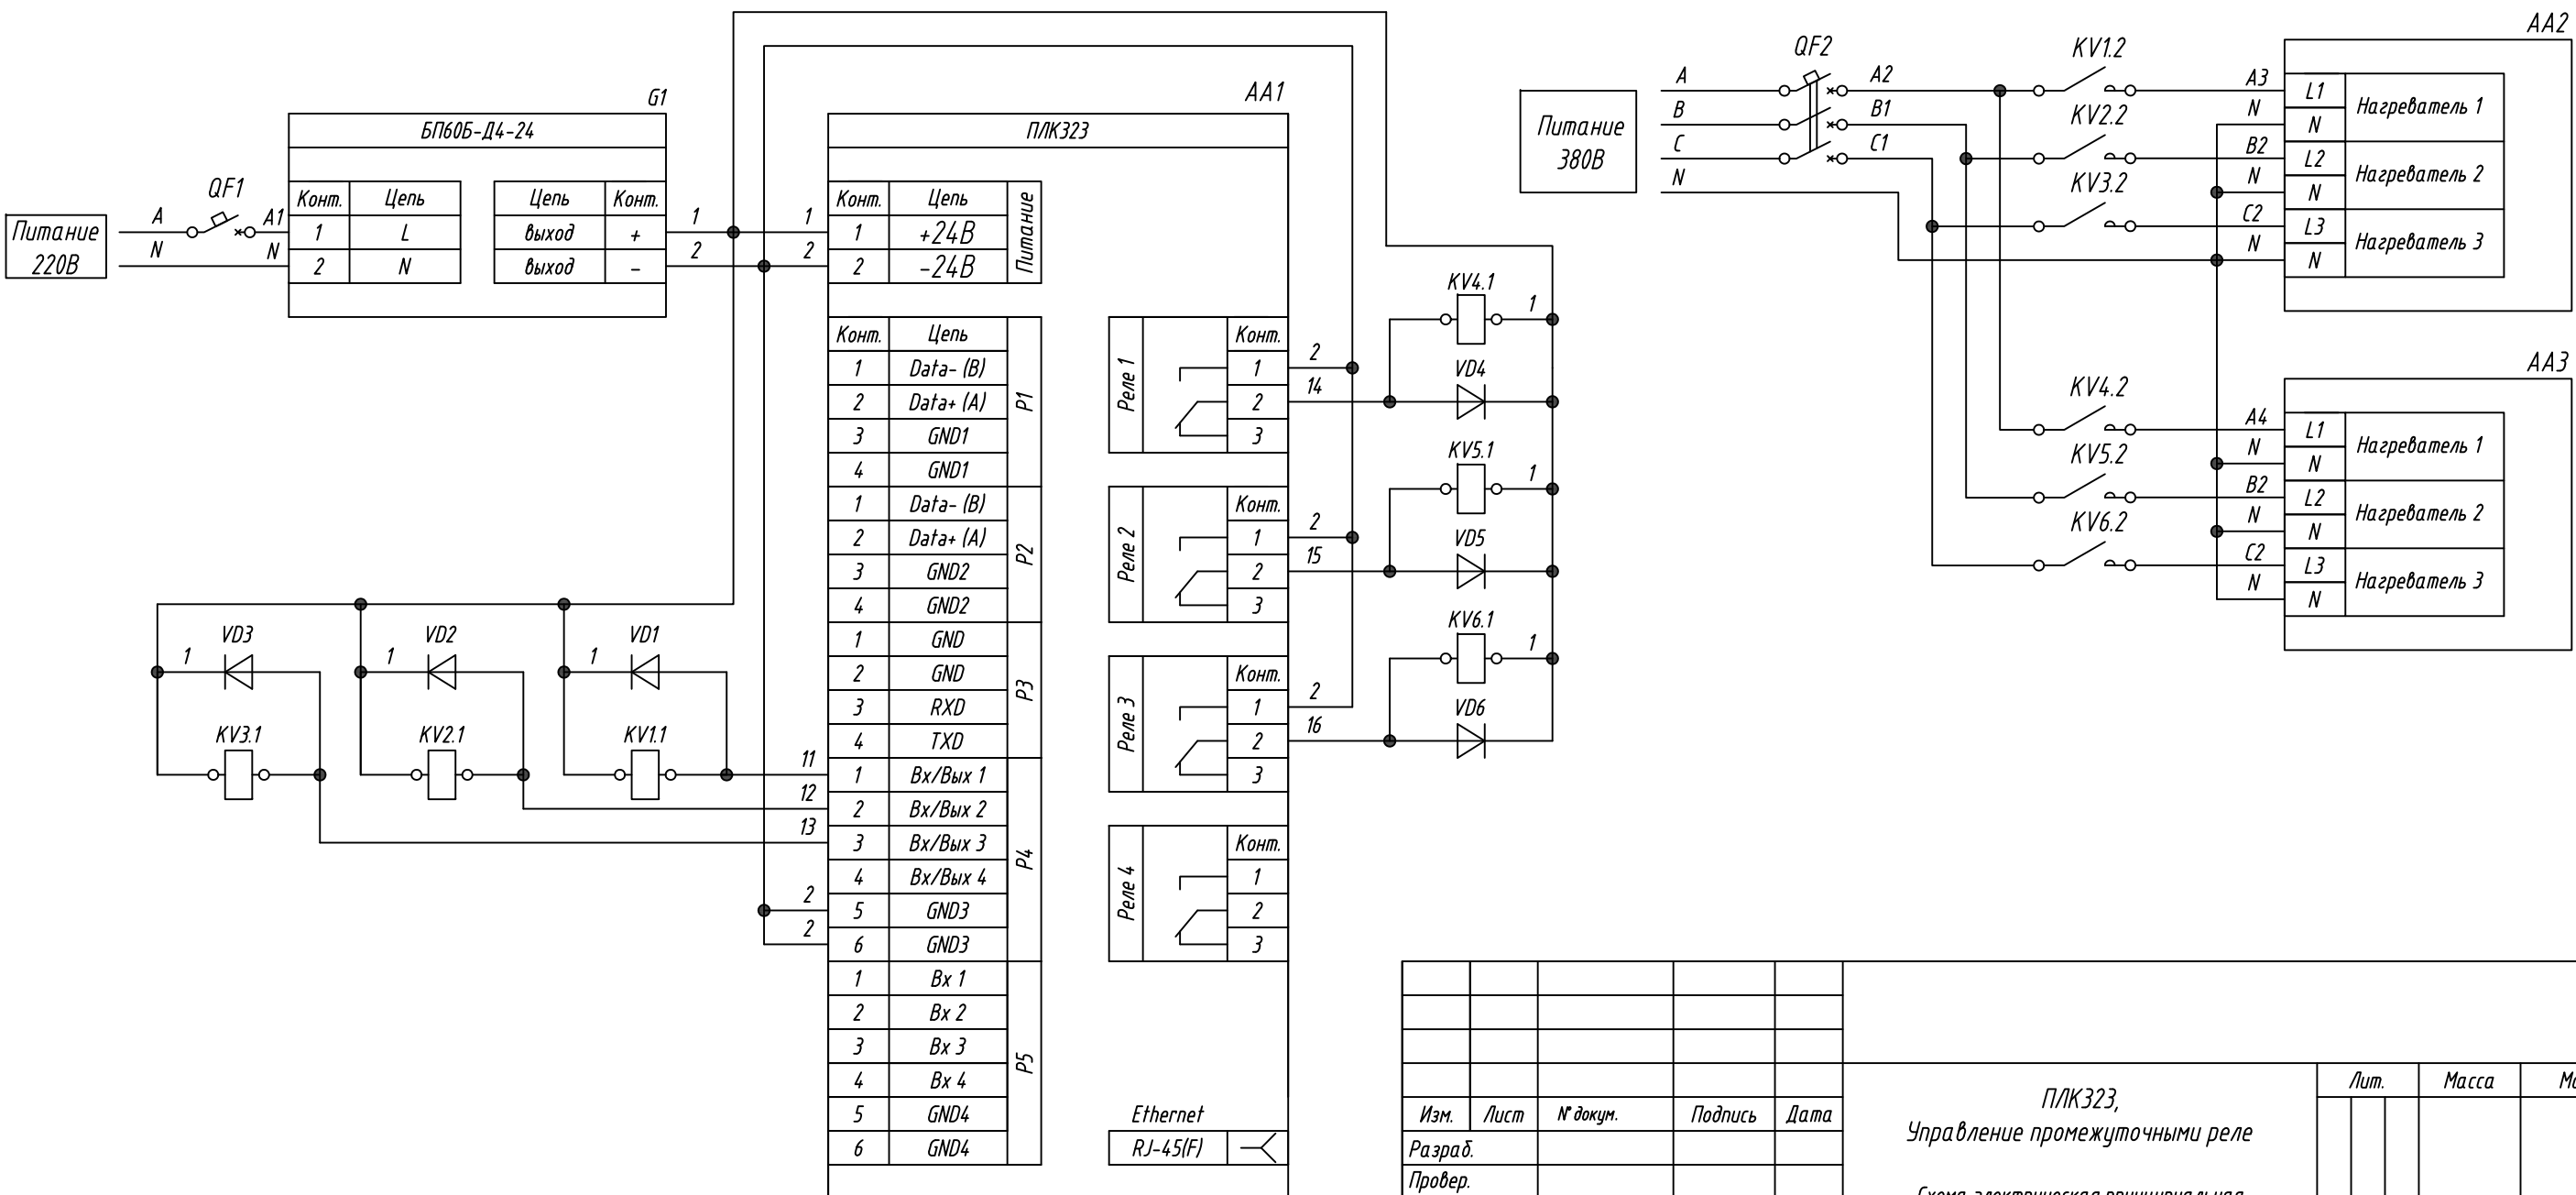 G1
БП60Б-Д4-24
QF1
Питание
220В
A
A1
N
N
Конт.
Цепь
1
L
2
N
Цепь
Конт.
выход
+
выход
-
1
1
2
2
AA1
ПЛК323
Конт.
Цепь
1
+24В
2
-24В
Питание
Конт.
Цепь
1
Data- (B)
2
Data+ (A)
3
GND1
4
GND1
P1
1
Data- (B)
2
Data+ (A)
3
GND2
4
GND2
P2
1
GND
2
GND
3
RXD
4
TXD
P3
1
Вх/Вых 1
2
Вх/Вых 2
3
Вх/Вых 3
4
Вх/Вых 4
5
GND3
6
GND3
P4
1
Вх 1
2
Вх 2
3
Вх 3
4
Вх 4
5
GND4
6
GND4
P5
11
12
13
2
2
VD3
1
KV3.1
VD2
1
KV2.1
VD1
1
KV1.1
Реле 1
Конт.
1
2
3
Реле 2
Конт.
1
2
3
Реле 3
Конт.
1
2
3
Реле 4
Конт.
1
2
3
Ethernet
RJ-45(F)
2
14
2
15
2
16
KV4.1
1
VD4
KV5.1
1
VD5
KV6.1
1
VD6
Питание
380В
A
B
C
N
QF2
A2
B1
C1
KV1.2
KV2.2
KV3.2
KV4.2
KV5.2
KV6.2
AA2
A3
N
B2
N
C2
N
L1
N
Нагреватель 1
L2
N
Нагреватель 2
L3
N
Нагреватель 3
AA3
A4
N
B2
N
C2
N
L1
N
Нагреватель 1
L2
N
Нагреватель 2
L3
N
Нагреватель 3
Изм.
Лист
№ докум.
Подпись
Дата
Разраб.
Провер.
ПЛК323,
Управление промежуточными реле
Схема электрическая принципиальная
Лит.
Масса